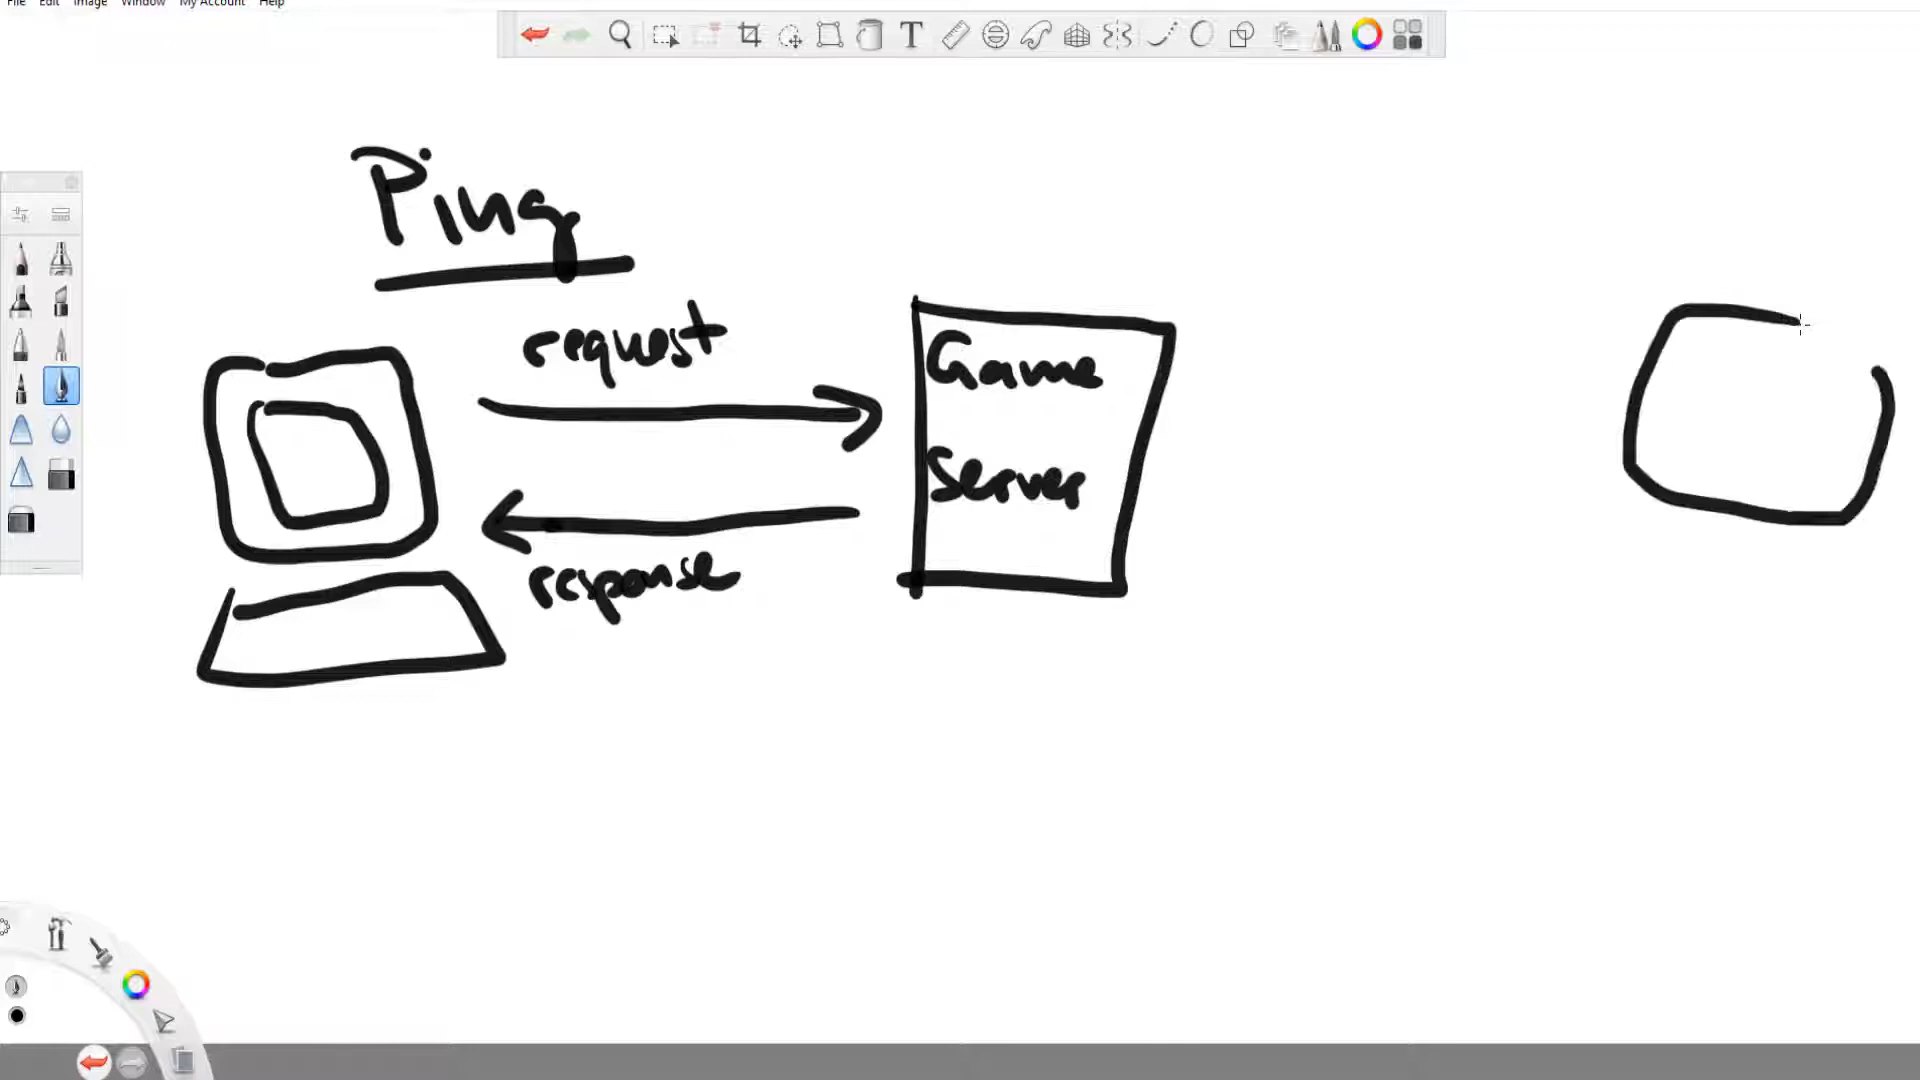 File Edit Image Window My Account Help
Ping
request
Game
Server
response